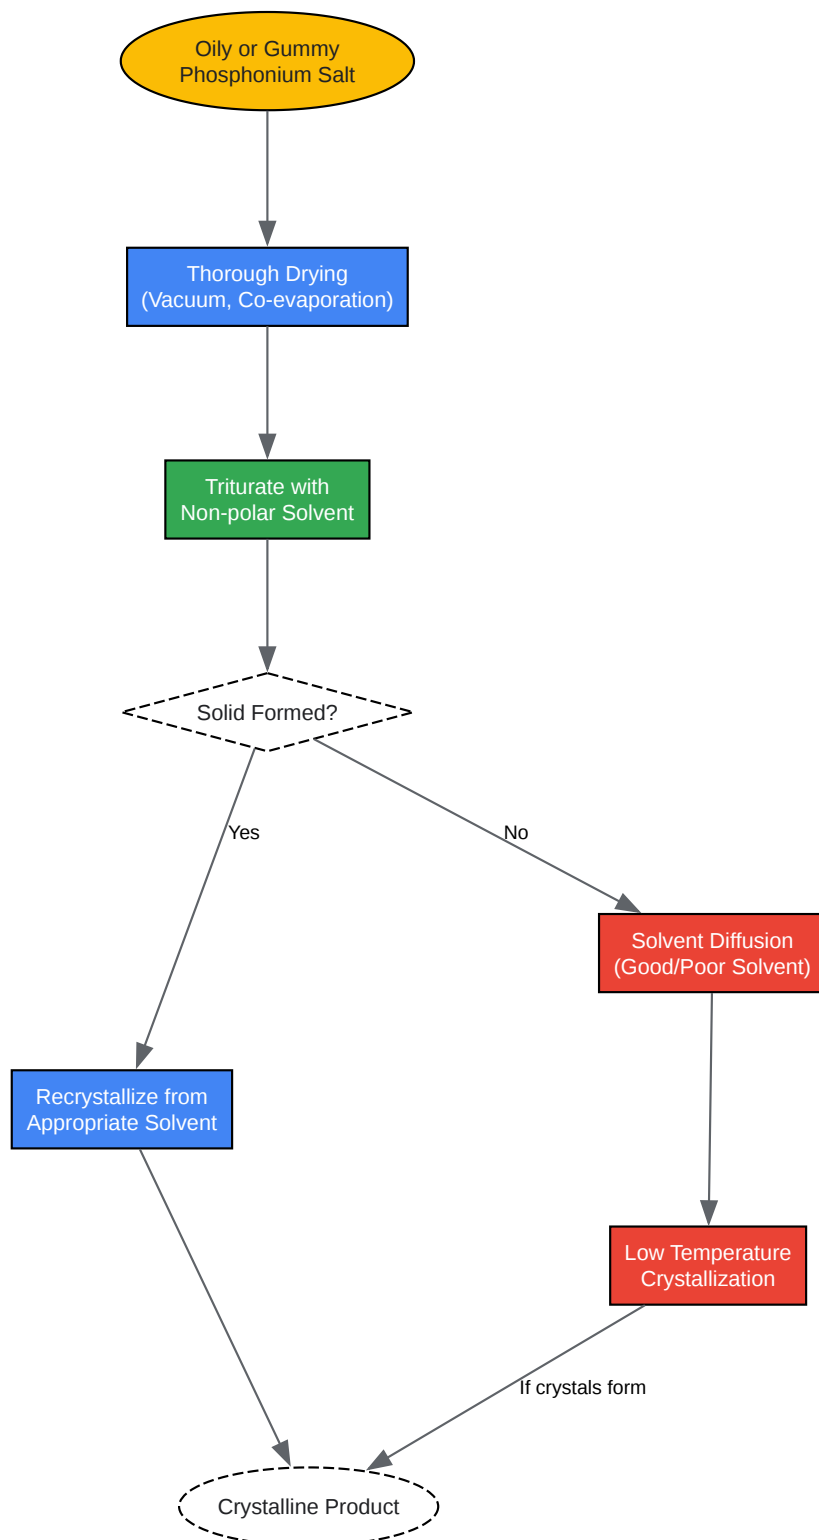 Oily or Gummy
Phosphonium Salt
Thorough Drying
(Vacuum, Co-evaporation)
Triturate with
Non-polar Solvent
Solid Formed?
Yes
No
Solvent Diffusion
(Good/Poor Solvent)
Recrystallize from
Appropriate Solvent
Low Temperature
Crystallization
If crystals form
Crystalline Product